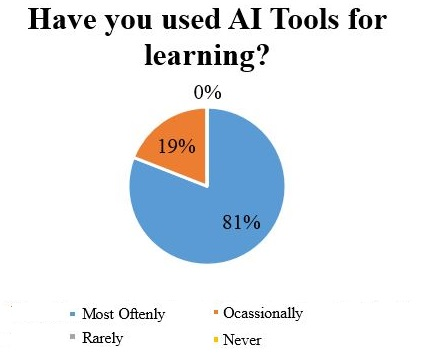 Have you used AI Tools for
learning?
0%
19%
81%
Most Oftenly
Ocassionally
Rarely
Never